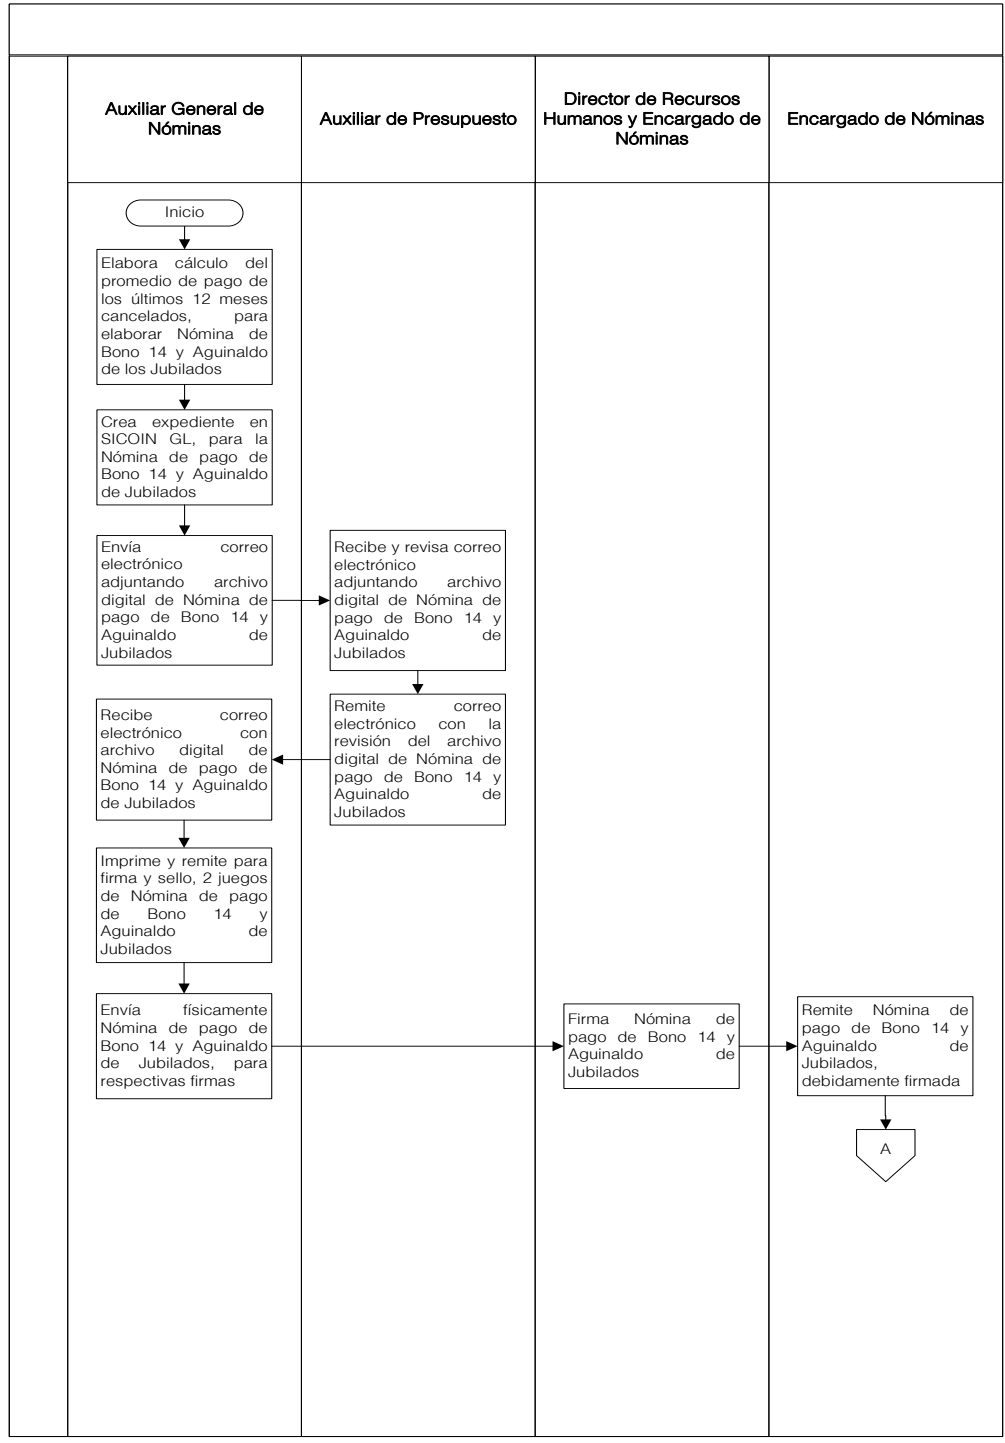 Auxiliar General de
Nóminas
Auxiliar de Presupuesto
Director de Recursos
Humanos y Encargado de
Nóminas
Encargado de Nóminas
Inicio
Elabora cálculo del
promedio de pago de
los últimos 12 meses
cancelados, para
elaborar Nómina de
Bono 14 y Aguinaldo
de los Jubilados
Crea expediente en
SICOIN GL, para la
Nómina de pago de
Bono 14 y Aguinaldo
de Jubilados
Envía correo
electrónico
adjuntando archivo
digital de Nómina de
pago de Bono 14 y
Aguinaldo de
Jubilados
Recibe y revisa correo
electrónico
adjuntando archivo
digital de Nómina de
pago de Bono 14 y
Aguinaldo de
Jubilados
Remite correo
electrónico con la
revisión del archivo
digital de Nómina de
pago de Bono 14 y
Aguinaldo de
Jubilados
Recibe correo
electrónico con
archivo digital de
Nómina de pago de
Bono 14 y Aguinaldo
de Jubilados
Imprime y remite para
firma y sello, 2 juegos
de Nómina de pago
de Bono 14 y
Aguinaldo de
Jubilados
Envía físicamente
Nómina de pago de
Bono 14 y Aguinaldo
de Jubilados, para
respectivas firmas
Firma Nómina de
pago de Bono 14 y
Aguinaldo de
Jubilados
Remite Nómina de
pago de Bono 14 y
Aguinaldo de
Jubilados,
debidamente firmada
A